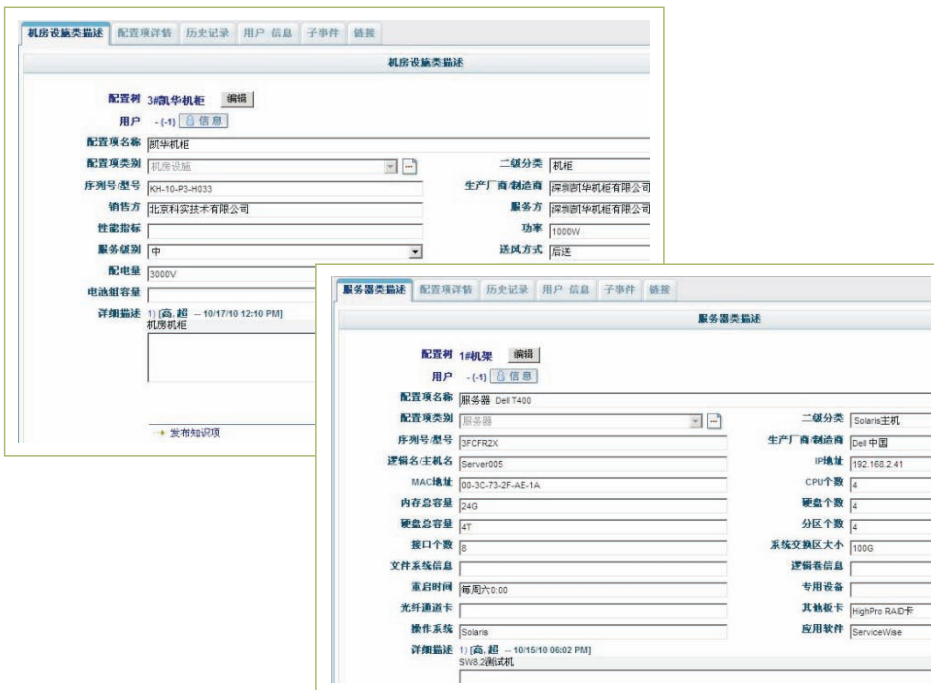 机房设施类描述 配置项详情 历史记录 用户 信息 子事件 链接
机房设施类描述
配置树 3#凯华机柜 编辑
用户 - (-1) 信息
配置项名称 凯华机柜
配置项类别 机房设施 二级分类 机柜
序列号/型号 KH-10-P3-H033 生产厂商/制造商 深圳凯华机柜有限公司
销售方 北京科实技术有限公司 服务方 深圳凯华机柜有限公司
性能指标 功率 1000W
服务级别 中 送风方式 后送
配电量 3000V
电池组容量
详细描述 1) [高, 超 -- 10/17/10 12:10 PM]
机房机柜
发布知识项
服务器类描述 配置项详情 历史记录 用户 信息 子事件 链接
服务器类描述
配置树 1#机架 编辑
用户 - (-1) 信息
配置项名称 服务器 Dell T400
配置项类别 服务器 二级分类 Solaris主机
序列号/型号 3FCFR2X 生产厂商/制造商 Dell 中国
逻辑名/主机名 Server005 IP地址 192.168.2.41
MAC地址 00-3C-73-2F-AE-1A CPU个数 4
内存总容量 24G 硬盘个数 4
硬盘总容量 4T 分区个数 4
接口个数 8 系统交换区大小 100G
文件系统信息 逻辑卷信息
重启时间 每周六0:00 专用设备
光纤通道卡 其他板卡 HighPro RAID卡
操作系统 Solaris 应用软件 ServiceWise
详细描述 1) [高, 超 -- 10/15/10 06:02 PM]
SW8.2测试机